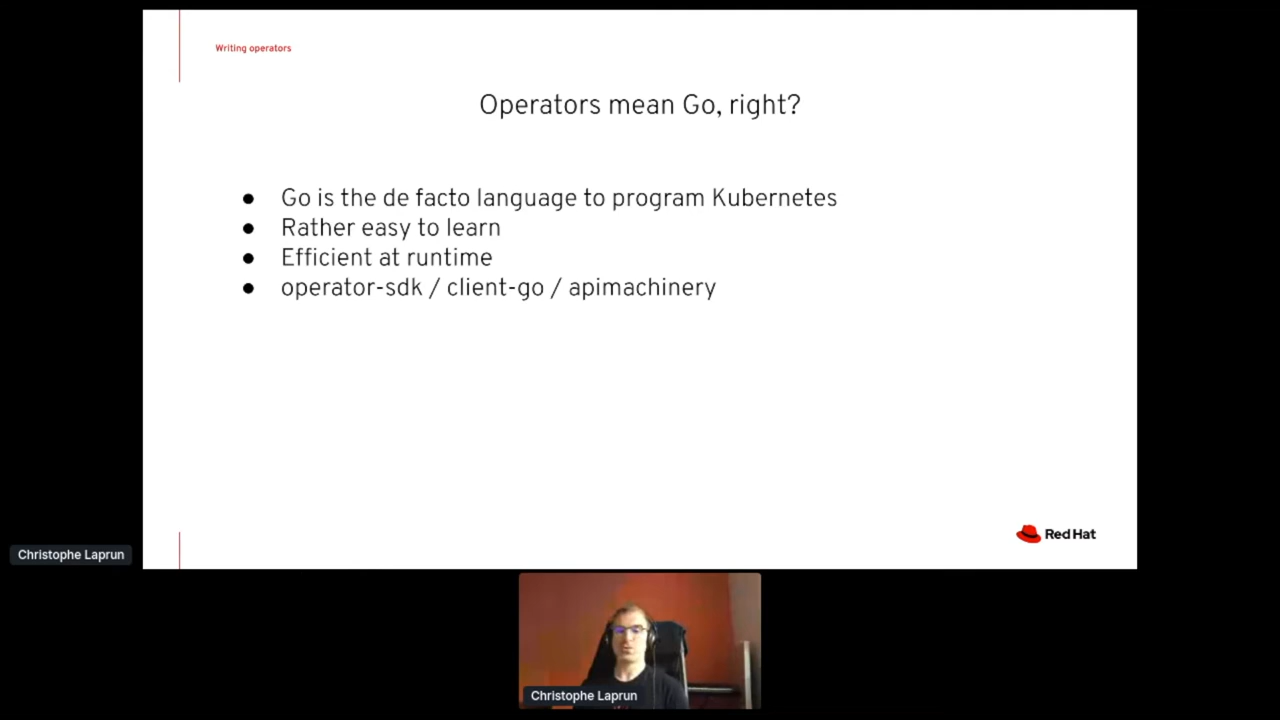 Writing operators
Operators mean Go, right?
● Go is the de facto language to program Kubernetes
● Rather easy to learn
● Efficient at runtime
● operator-sdk / client-go / apimachinery
Red Hat
Christophe Laprun
Christophe Laprun